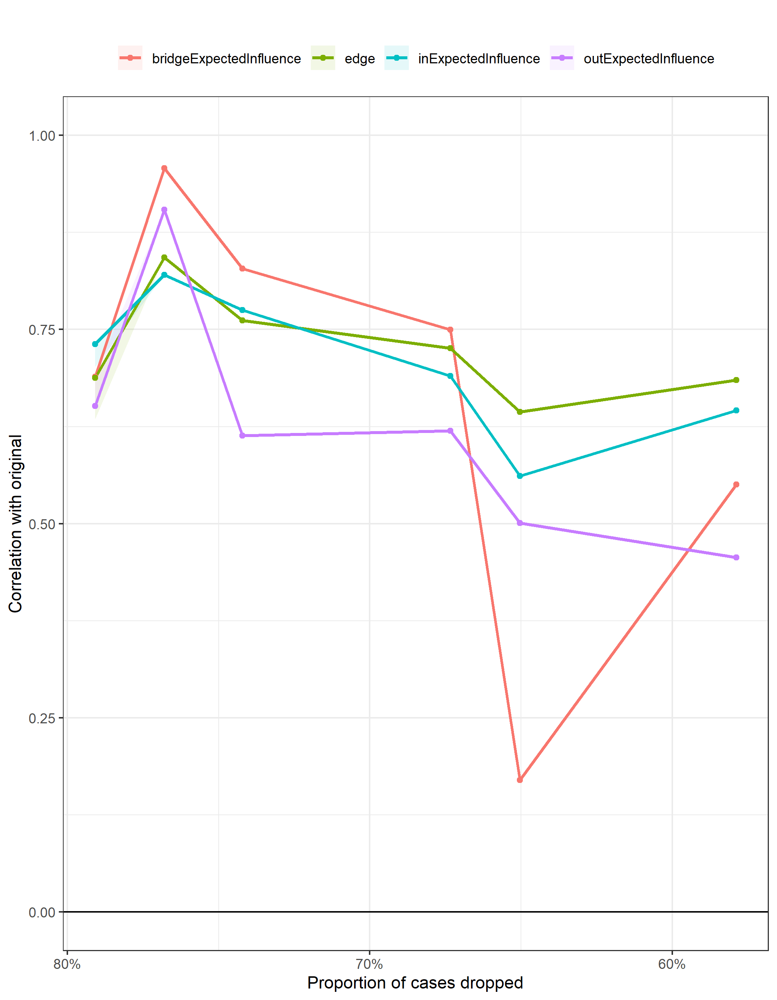 bridgeExpectedInfluence edge inExpectedInfluence outExpectedInfluence
1.00
0.75
0.50
0.25
0.00
Correlation with original
80% 70% 60%
Proportion of cases dropped